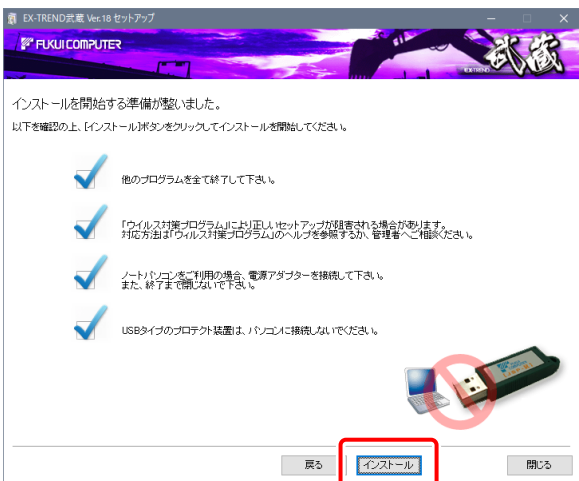 EX-TREND武蔵 Ver.18 セットアップ
FUKUI COMPUTER
EX-TREND 武蔵
インストールを開始する準備が整いました。
以下を確認の上、[インストール]ボタンをクリックしてインストールを開始してください。
他のプログラムを全て終了して下さい。
「ウイルス対策プログラム」により正しいセットアップが阻害される場合があります。
対応方法は「ウィルス対策プログラム」のヘルプを参照するか、管理者へご相談ください。
ノートパソコンをご利用の場合、電源アダプターを接続して下さい。
また、終了まで閉じないで下さい。
USBタイプのプロテクト装置は、パソコンに接続しないでください。
戻る
インストール
閉じる